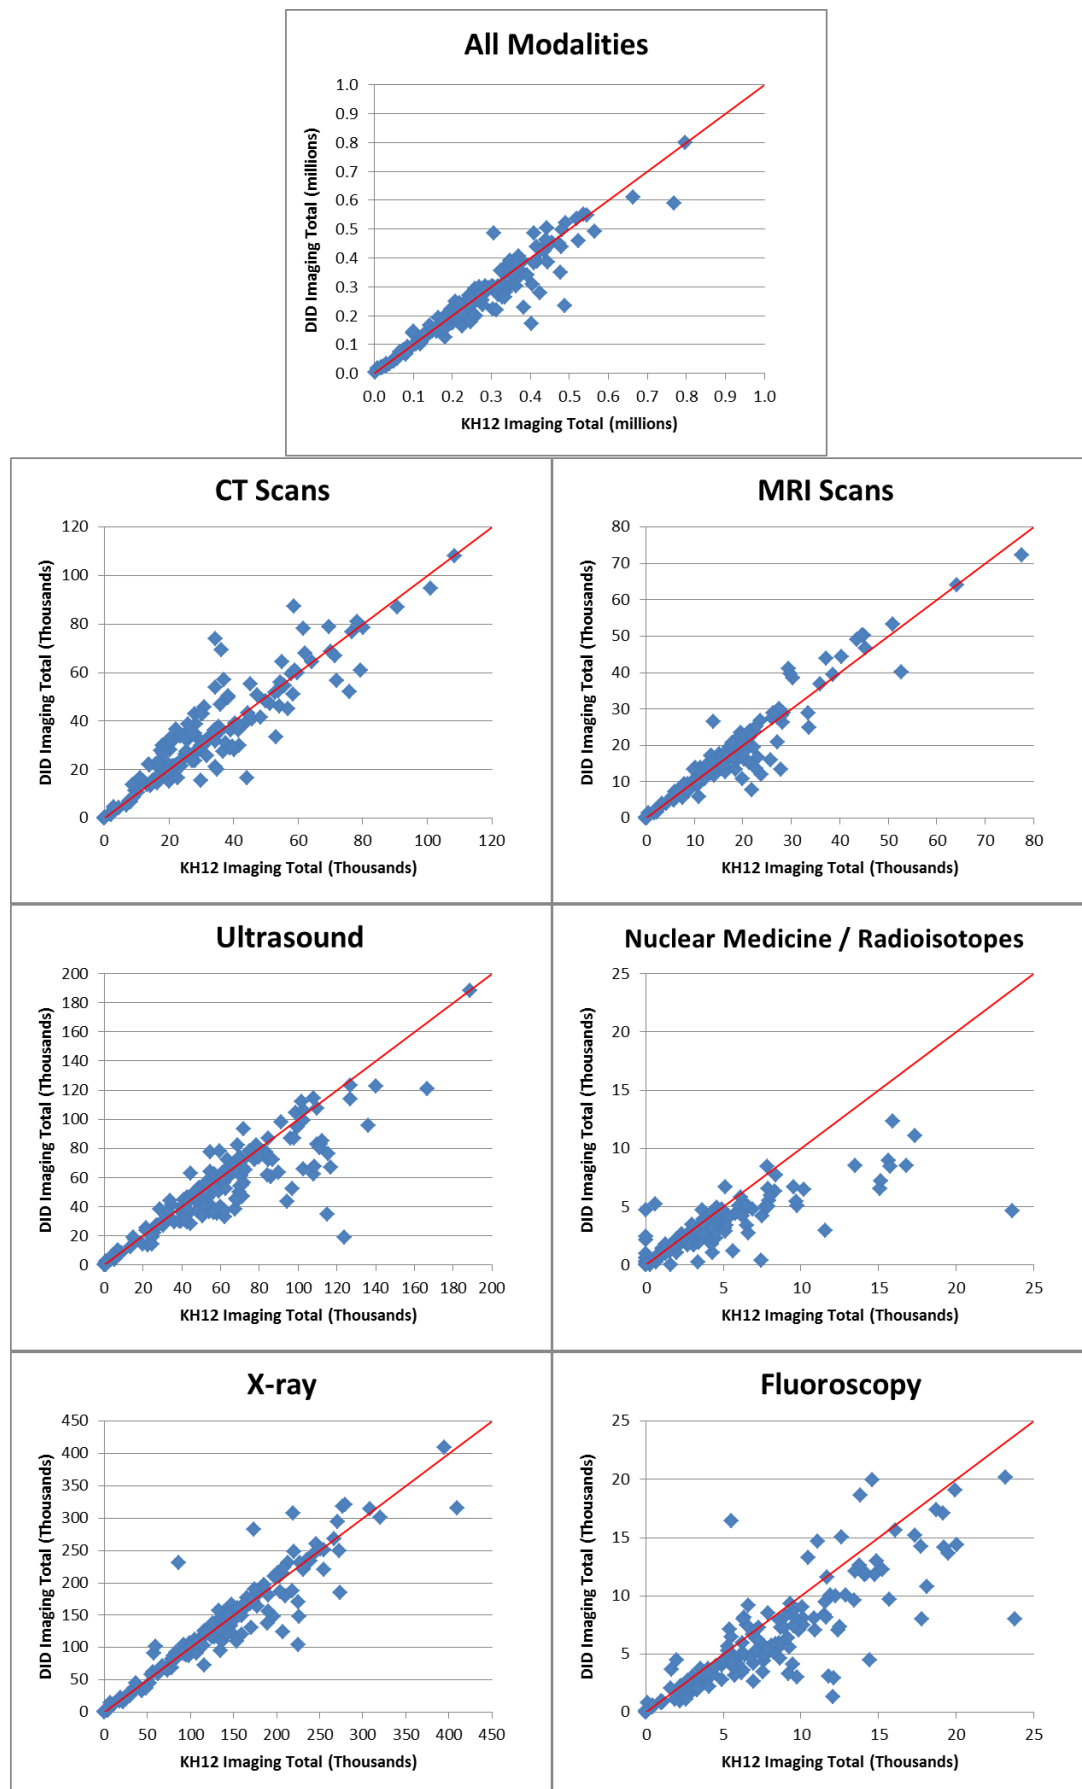 All Modalities
DID Imaging Total (millions)
1.0
0.9
0.8
0.7
0.6
0.5
0.4
0.3
0.2
0.1
0.0
0.0 0.1 0.2 0.3 0.4 0.5 0.6 0.7 0.8 0.9 1.0
KH12 Imaging Total (millions)
CT Scans
DID Imaging Total (Thousands)
120
100
80
60
40
20
0
0 20 40 60 80 100 120
KH12 Imaging Total (Thousands)
MRI Scans
DID Imaging Total (Thousands)
80
70
60
50
40
30
20
10
0
0 10 20 30 40 50 60 70 80
KH12 Imaging Total (Thousands)
Ultrasound
DID Imaging Total (Thousands)
200
180
160
140
120
100
80
60
40
20
0
0 20 40 60 80 100 120 140 160 180 200
KH12 Imaging Total (Thousands)
Nuclear Medicine / Radioisotopes
DID Imaging Total (Thousands)
25
20
15
10
5
0
0 5 10 15 20 25
KH12 Imaging Total (Thousands)
X-ray
DID Imaging Total (Thousands)
450
400
350
300
250
200
150
100
50
0
0 50 100 150 200 250 300 350 400 450
KH12 Imaging Total (Thousands)
Fluoroscopy
DID Imaging Total (Thousands)
25
20
15
10
5
0
0 5 10 15 20 25
KH12 Imaging Total (Thousands)